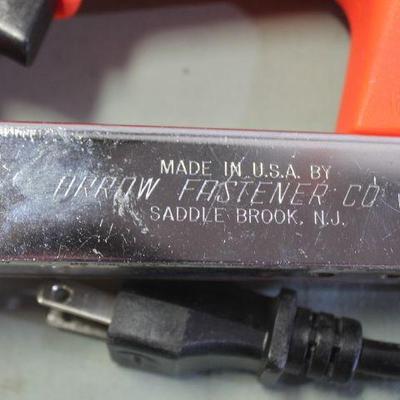 MADE IN U.S.A. BY
ARROW FASTENER CO
SADDLE BROOK, N.J.